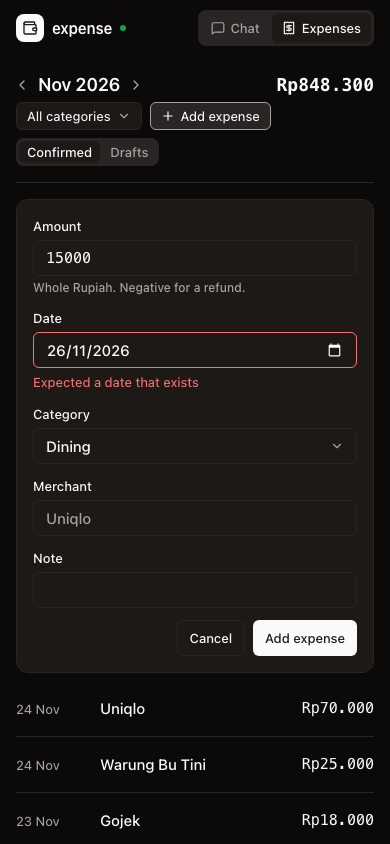 expense
Chat
Expenses
Nov 2026
Rp848.300
All categories
Add expense
Confirmed
Drafts
Amount
15000
Whole Rupiah. Negative for a refund.
Date
26/11/2026
Expected a date that exists
Category
Dining
Merchant
Uniqlo
Note
Cancel
Add expense
24 Nov Uniqlo Rp70.000
24 Nov Warung Bu Tini Rp25.000
23 Nov Gojek Rp18.000